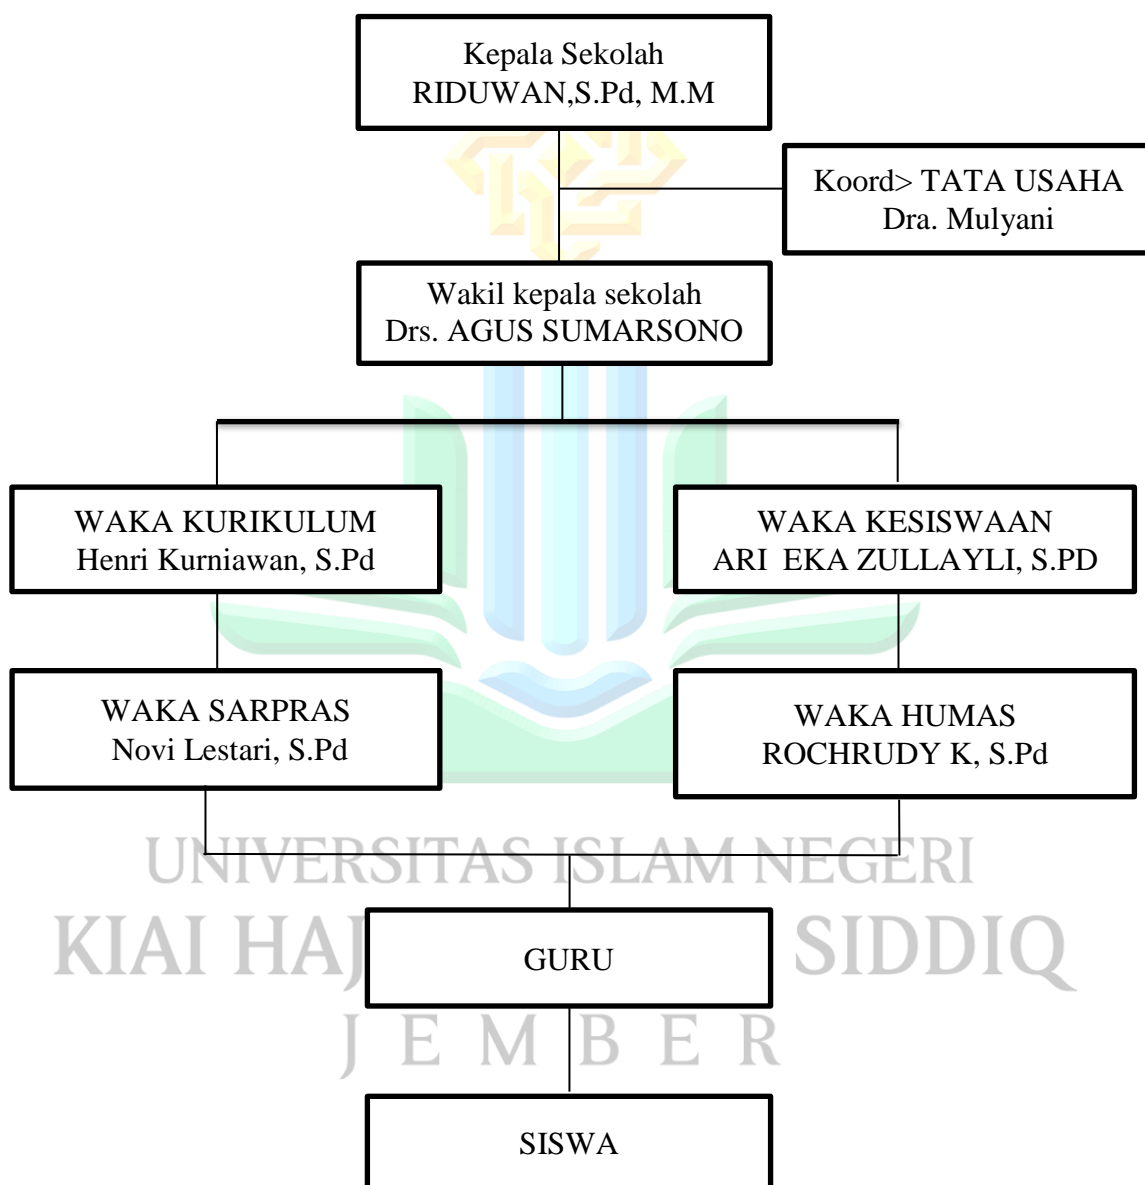 Kepala Sekolah
RIDUWAN,S.Pd, M.M
Koord> TATA USAHA
Dra. Mulyani
Wakil kepala sekolah
Drs. AGUS SUMARSONO
WAKA KURIKULUM
Henri Kurniawan, S.Pd
WAKA KESISWAAN
ARI EKA ZULLAYLI, S.PD
WAKA SARPRAS
Novi Lestari, S.Pd
WAKA HUMAS
ROCHRUDY K, S.Pd
UNIVERSITAS ISLAM NEGERI
KIAI HAJ SIDDIQ
GURU
JEMBER
SISWA